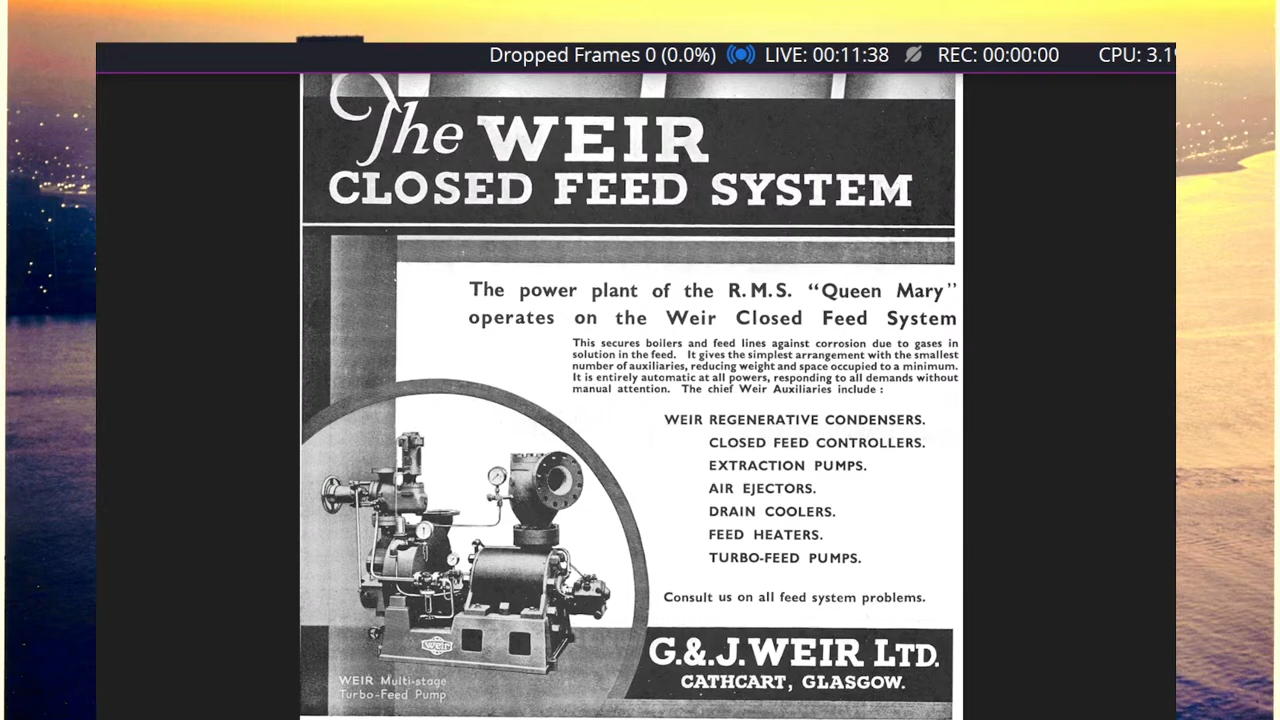 Dropped Frames 0 (0.0%) LIVE: 00:11:38 REC: 00:00:00 CPU: 3.1
The WEIR
CLOSED FEED SYSTEM
The power plant of the R.M.S. “Queen Mary”
operates on the Weir Closed Feed System
This secures boilers and feed lines against corrosion due to gases in
solution in the feed. It gives the simplest arrangement with the smallest
number of auxiliaries, reducing weight and space occupied to a minimum.
It is entirely automatic at all powers, responding to all demands without
manual attention. The chief Weir Auxiliaries include :
WEIR REGENERATIVE CONDENSERS.
CLOSED FEED CONTROLLERS.
EXTRACTION PUMPS.
AIR EJECTORS.
DRAIN COOLERS.
FEED HEATERS.
TURBO-FEED PUMPS.
Consult us on all feed system problems.
weir
G.&J.WEIR LTD.
CATHCART, GLASGOW.
WEIR Multi-stage
Turbo-Feed Pump